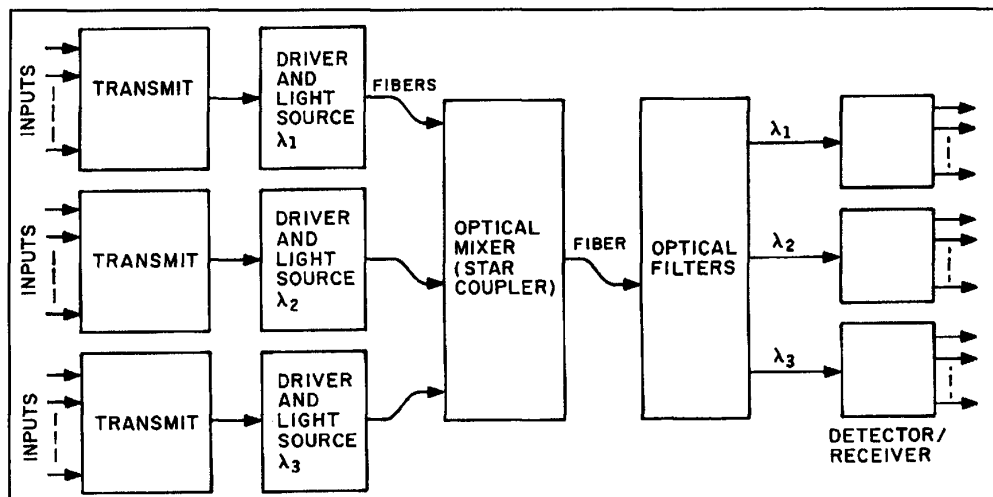 INPUTS
TRANSMIT
DRIVER
AND
LIGHT
SOURCE
λ1
FIBERS
INPUTS
TRANSMIT
DRIVER
AND
LIGHT
SOURCE
λ2
INPUTS
TRANSMIT
DRIVER
AND
LIGHT
SOURCE
λ3
OPTICAL
MIXER
(STAR
COUPLER)
FIBER
OPTICAL
FILTERS
λ1
λ2
λ3
DETECTOR/
RECEIVER